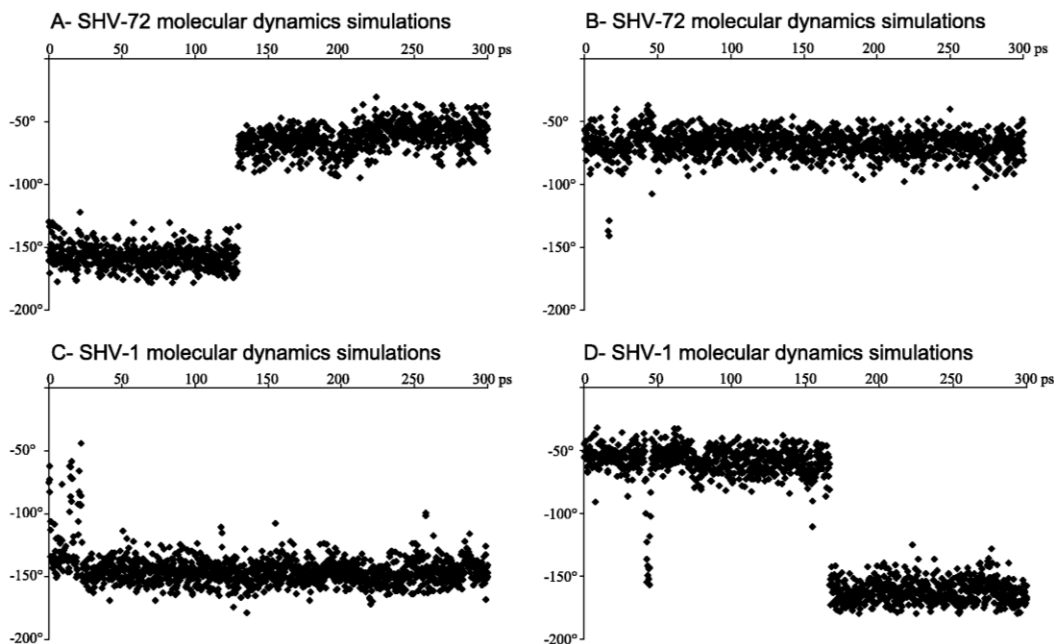 A- SHV-72 molecular dynamics simulations
0 50 100 150 200 250 300 ps
-50°
-100°
-150°
-200°
B- SHV-72 molecular dynamics simulations
0 50 100 150 200 250 300 ps
-50°
-100°
-150°
-200°
C- SHV-1 molecular dynamics simulations
0 50 100 150 200 250 300 ps
-50°
-100°
-150°
-200°
D- SHV-1 molecular dynamics simulations
0 50 100 150 200 250 300 ps
-50°
-100°
-150°
-200°